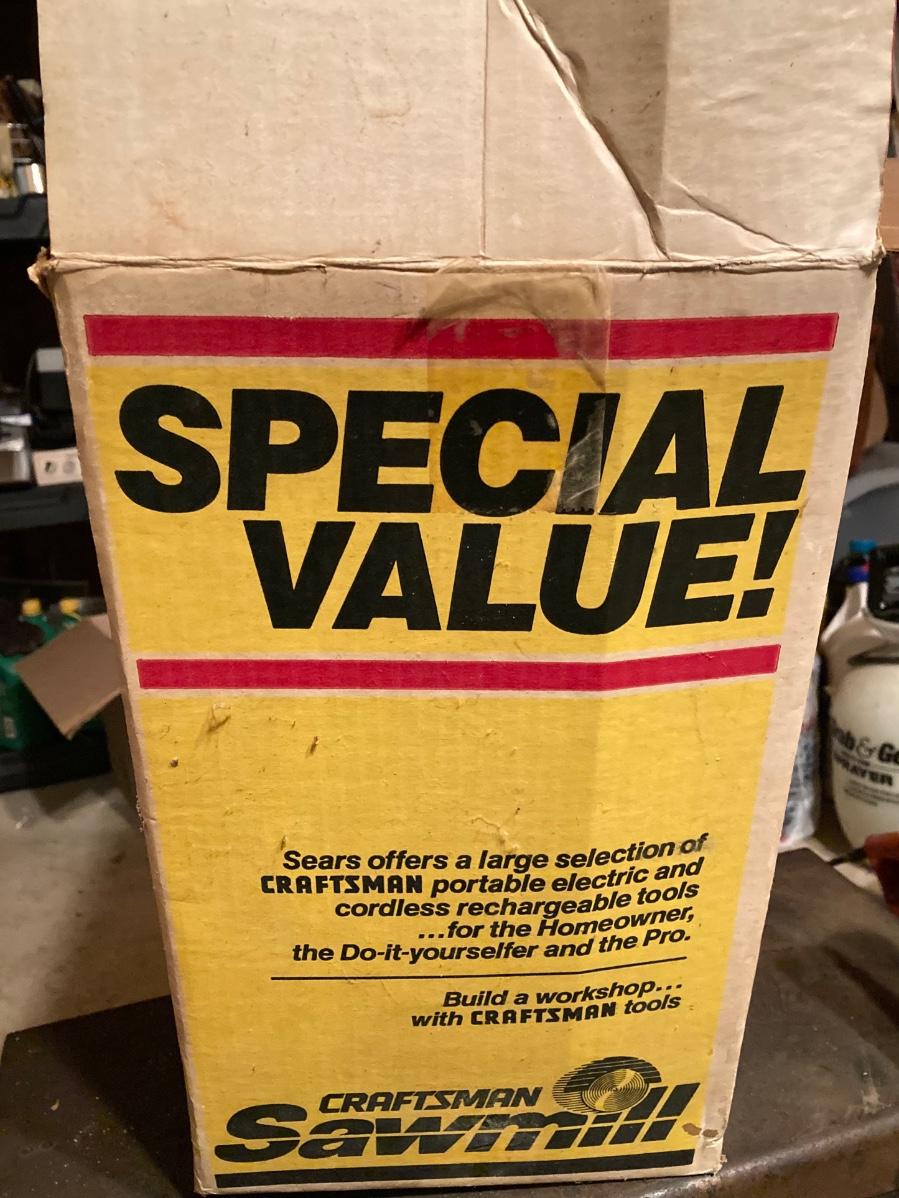 SPECIAL
VALUE!
Sears offers a large selection of
CRAFTSMAN portable electric and
cordless rechargeable tools
...for the Homeowner,
the Do-it-yourselfer and the Pro.
Build a workshop...
with CRAFTSMAN tools
CRAFTSMAN
Sawmill